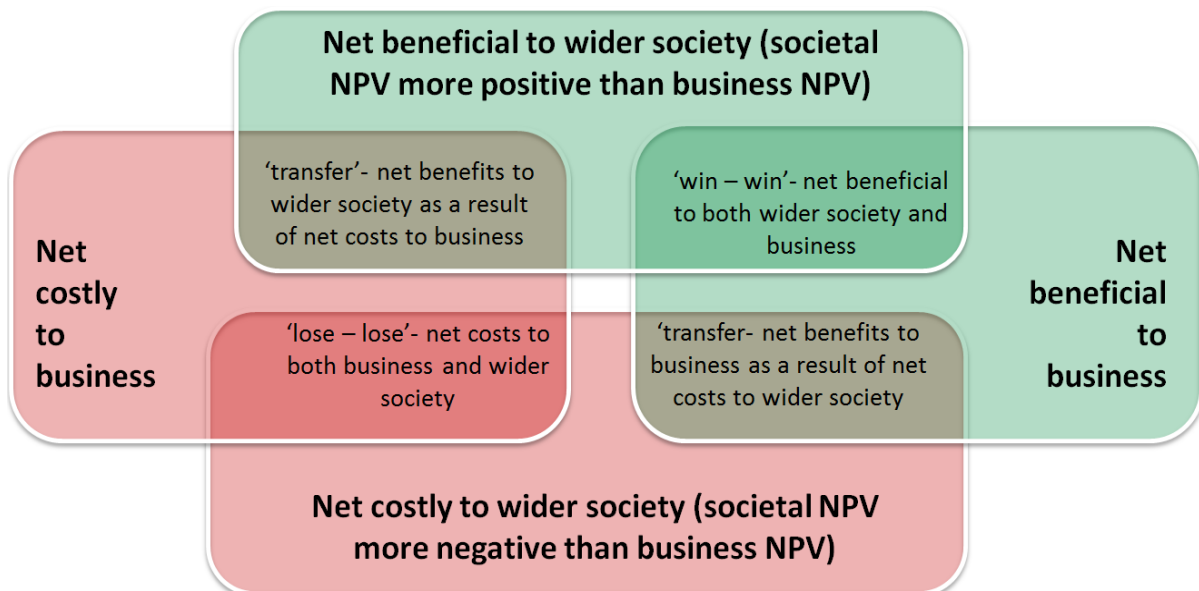 Net beneficial to wider society (societal
NPV more positive than business NPV)
‘transfer’- net benefits to
wider society as a result
of net costs to business
‘win – win’- net beneficial
to both wider society and
business
Net
costly
to
business
Net
beneficial
to
business
‘lose – lose’- net costs to
both business and wider
society
‘transfer- net benefits to
business as a result of net
costs to wider society
Net costly to wider society (societal NPV
more negative than business NPV)